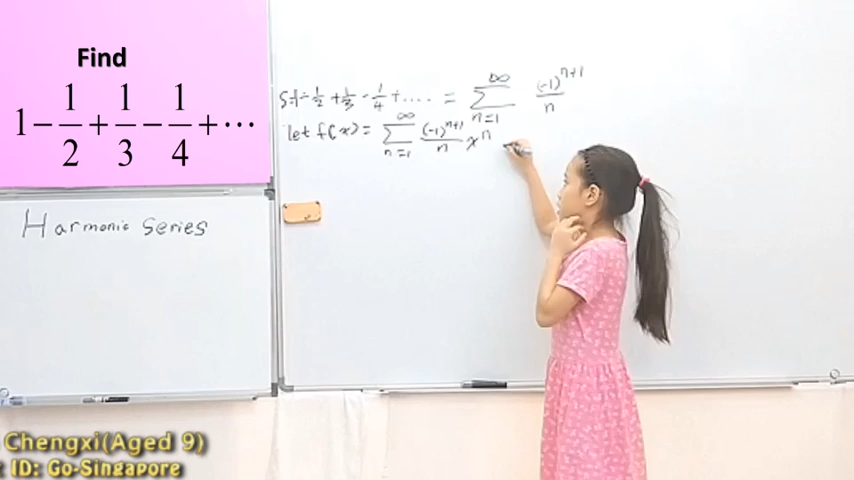 Find
1 − 1/2 + 1/3 − 1/4 + ⋯
S=1-1/2+1/3-1/4+.... = ∑_{n=1}^{∞} (-1)^{n+1}/n
let f(x)= ∑_{n=1}^{∞} (-1)^{n+1}/n x^n
Harmonic Series
Chengxi(Aged 9)
ID: Go-Singapore